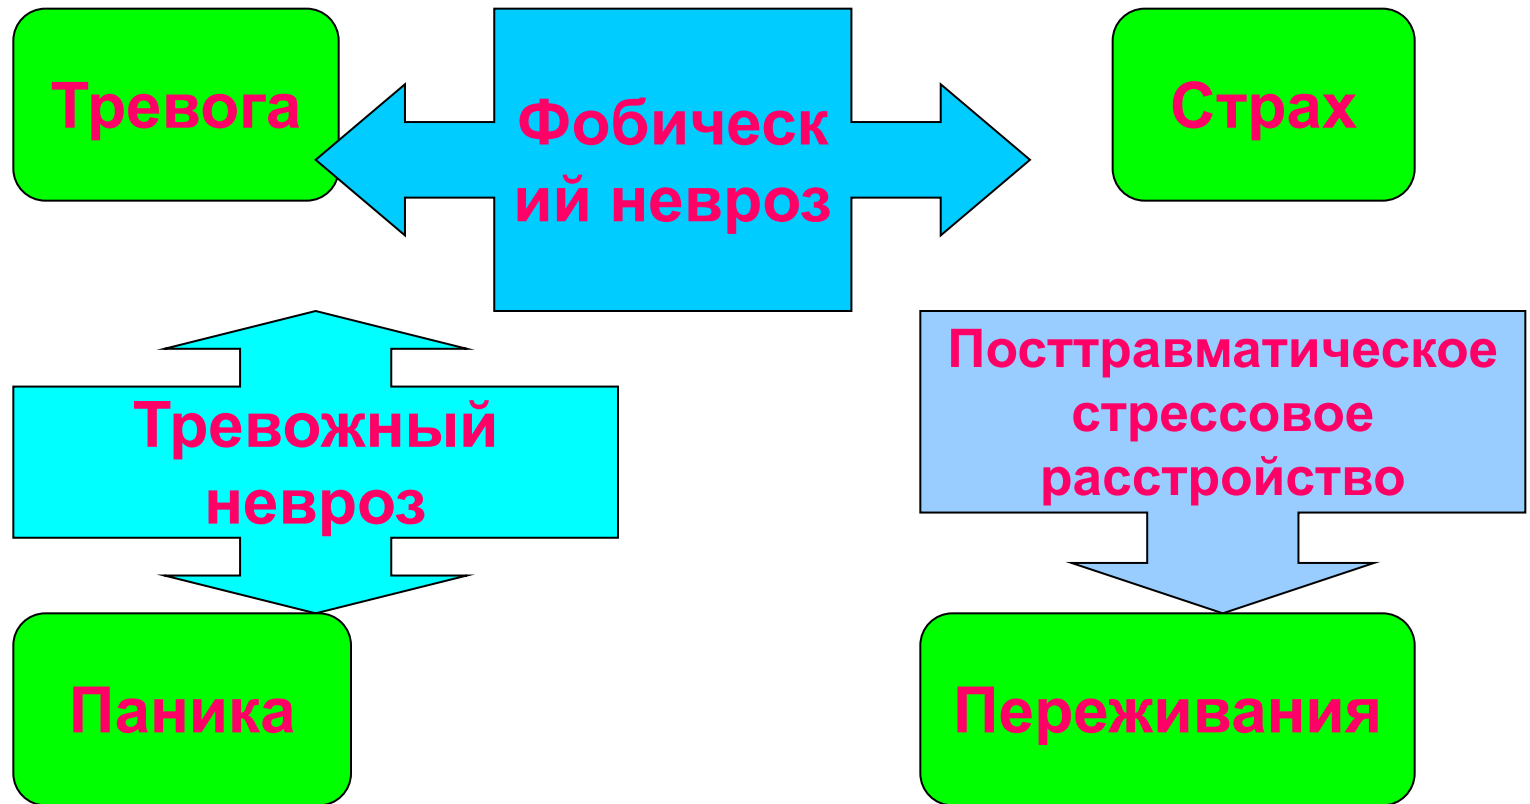 Тревога
Фобическ
ий невроз
Страх
Тревожный
невроз
Посттравматическое
стрессовое
расстройство
Паника
Переживания